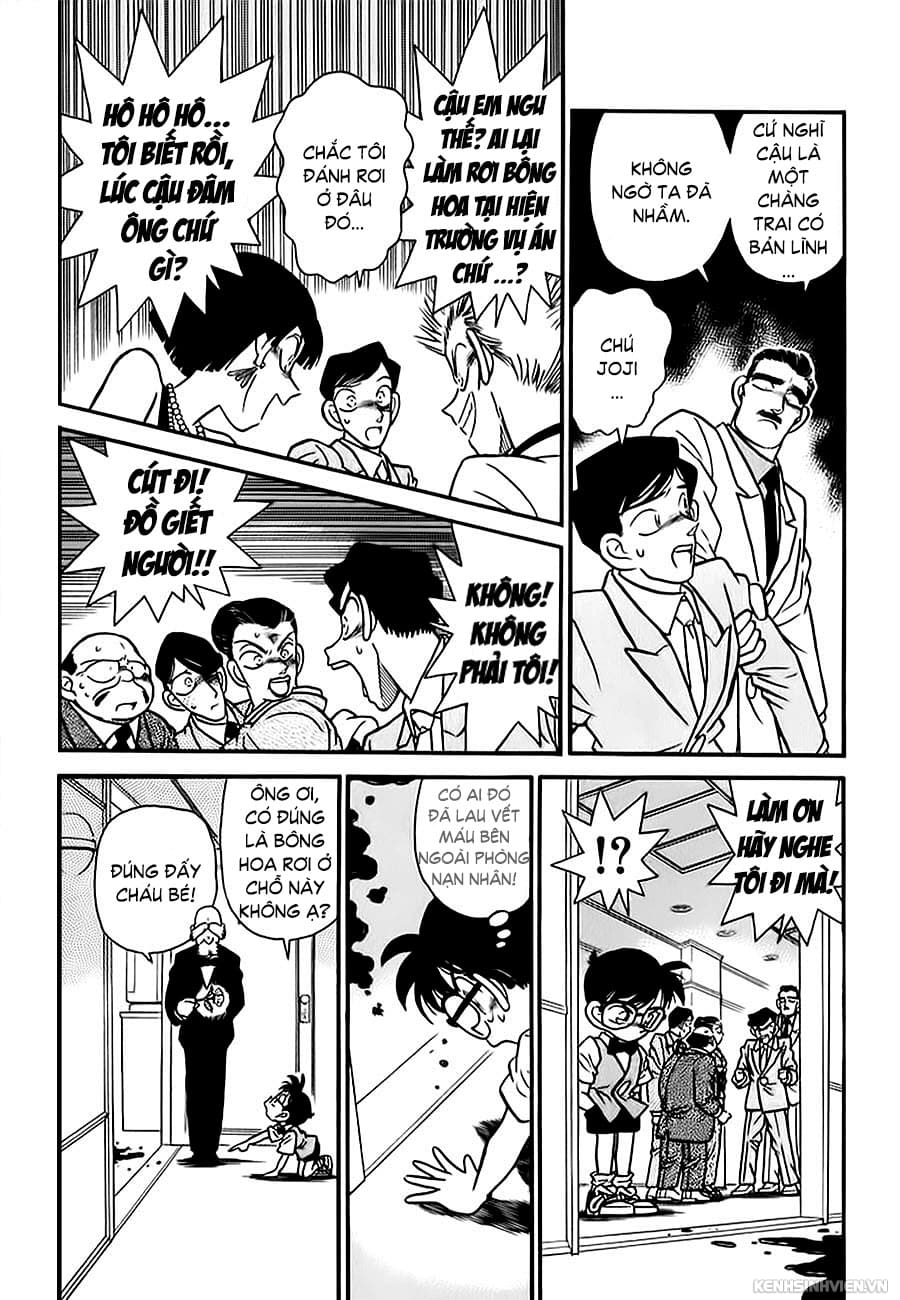 CỨ NGHĨ
CẬU LÀ
MỘT
CHÀNG
TRAI CÓ
BẢN LĨNH
...
KHÔNG
NGỜ TA ĐÃ
NHẦM.
CHÚ
JOJI
...
CẬU EM NGU
THẾ? AI LẠI
LÀM RƠI BÔNG
HOA TẠI HIỆN
TRƯỜNG VỤ ÁN
CHỨ ...?
CHẮC TÔI
ĐÁNH RƠI
Ở ĐÂU
ĐÓ...
HÔ HÔ HÔ...
TÔI BIẾT RỒI,
LÚC CẬU ĐÂM
ÔNG CHỨ
GÌ?
KHÔNG!
KHÔNG
PHẢI TÔI!
CÚT ĐI!
ĐỒ GIẾT
NGƯỜI!!
LÀM ƠN
HÃY NGHE
TÔI ĐI MÀ!
!?
CÓ AI ĐÓ
ĐÃ LAU VẾT
MÁU BÊN
NGOÀI PHÒNG
NẠN NHÂN!
ÔNG ƠI,
CƠ ĐÚNG
LÀ BÔNG
HOA RƠI Ở
CHỖ NÀY
KHÔNG Ạ?
ĐÚNG ĐẤY
CHÁU BÉ!
KENHSINHVIEN.VN